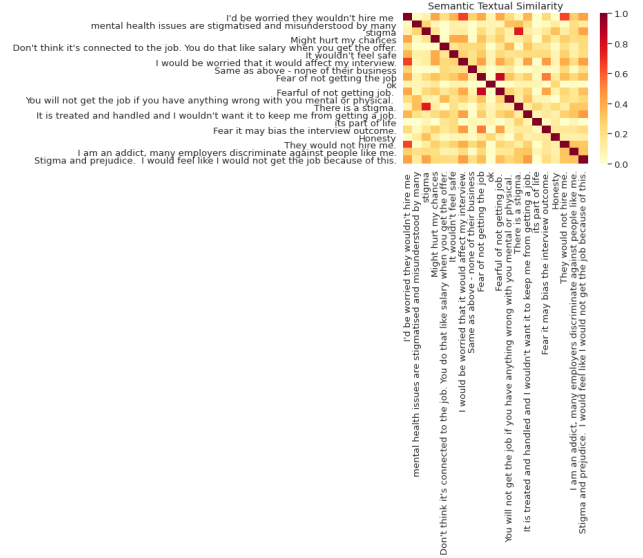 Semantic Textual Similarity
I'd be worried they wouldn't hire me
mental health issues are stigmatised and misunderstood by many
stigma
Might hurt my chances
Don't think it's connected to the job. You do that like salary when you get the offer.
It wouldn't feel safe
I would be worried that it would affect my interview.
Same as above - none of their business
Fear of not getting the job
ok
Fearful of not getting job.
You will not get the job if you have anything wrong with you mental or physical.
There is a stigma.
It is treated and handled and I wouldn't want it to keep me from getting a job.
its part of life
Fear it may bias the interview outcome.
Honesty
They would not hire me.
I am an addict, many employers discriminate against people like me.
Stigma and prejudice. I would feel like I would not get the job because of this.
1.0
0.8
0.6
0.4
0.2
0.0
I'd be worried they wouldn't hire me
mental health issues are stigmatised and misunderstood by many
stigma
Might hurt my chances
Don't think it's connected to the job. You do that like salary when you get the offer.
It wouldn't feel safe
I would be worried that it would affect my interview.
Same as above - none of their business
Fear of not getting the job
ok
Fearful of not getting job.
You will not get the job if you have anything wrong with you mental or physical.
There is a stigma.
It is treated and handled and I wouldn't want it to keep me from getting a job.
its part of life
Fear it may bias the interview outcome.
Honesty
They would not hire me.
I am an addict, many employers discriminate against people like me.
Stigma and prejudice. I would feel like I would not get the job because of this.